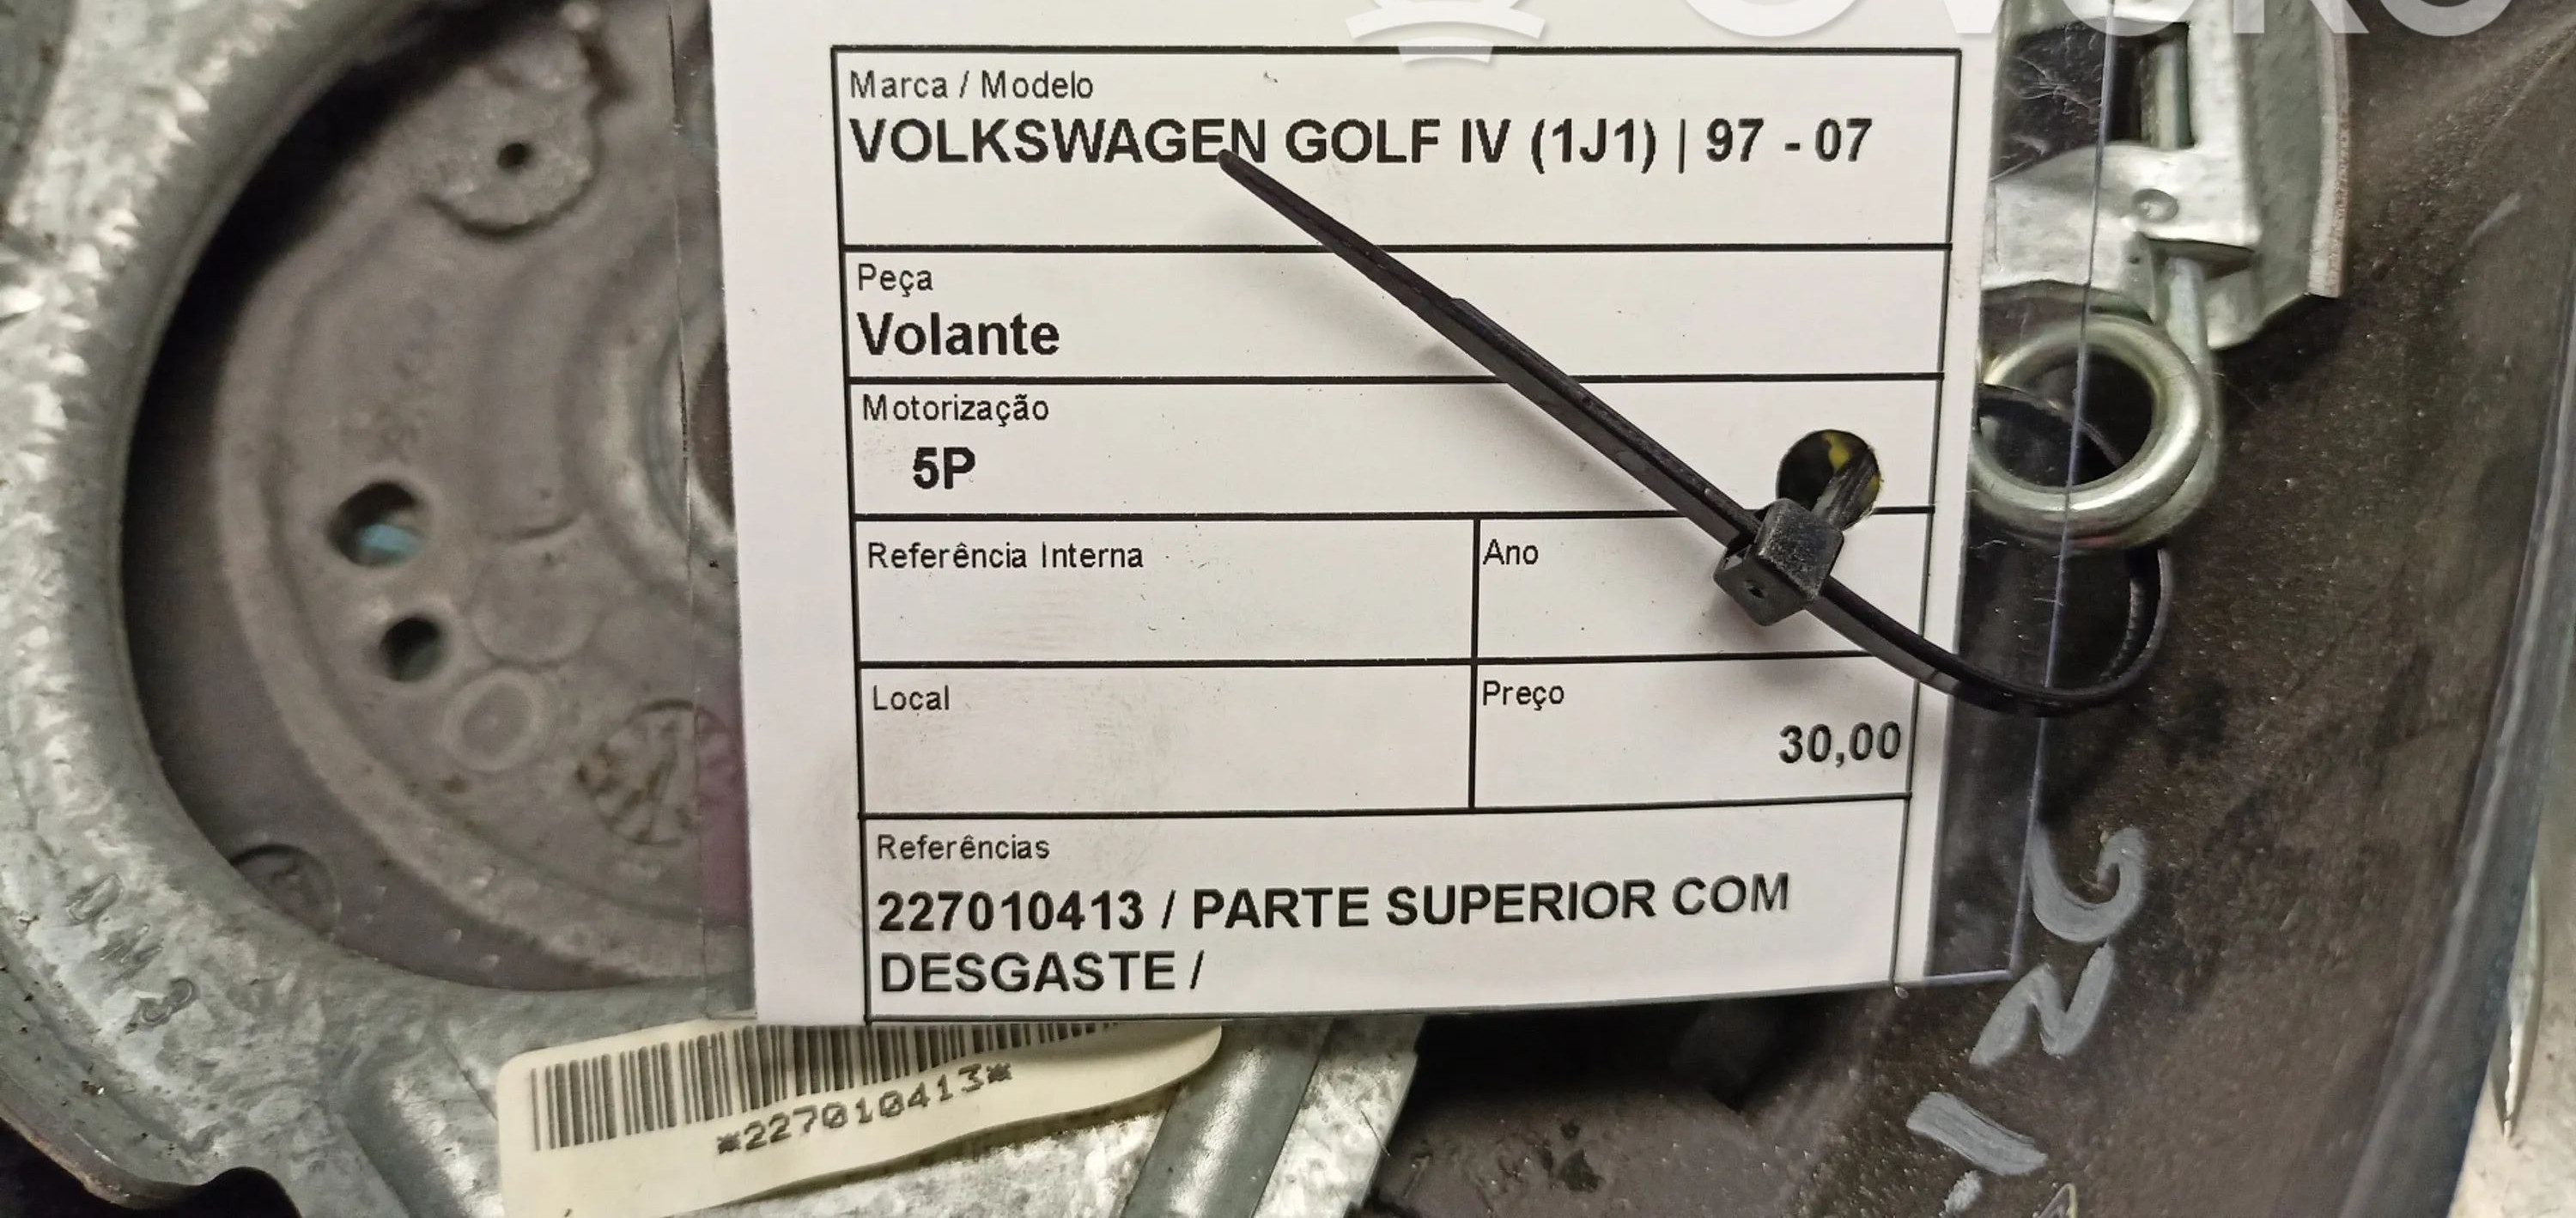 Marca / Modelo
VOLKSWAGEN GOLF IV (1J1) | 97 - 07
Peça
Volante
Motorização
5P
Referência Interna
Ano
Local
Preço
30,00
Referências
227010413 / PARTE SUPERIOR COM
DESGASTE /
*227010413*